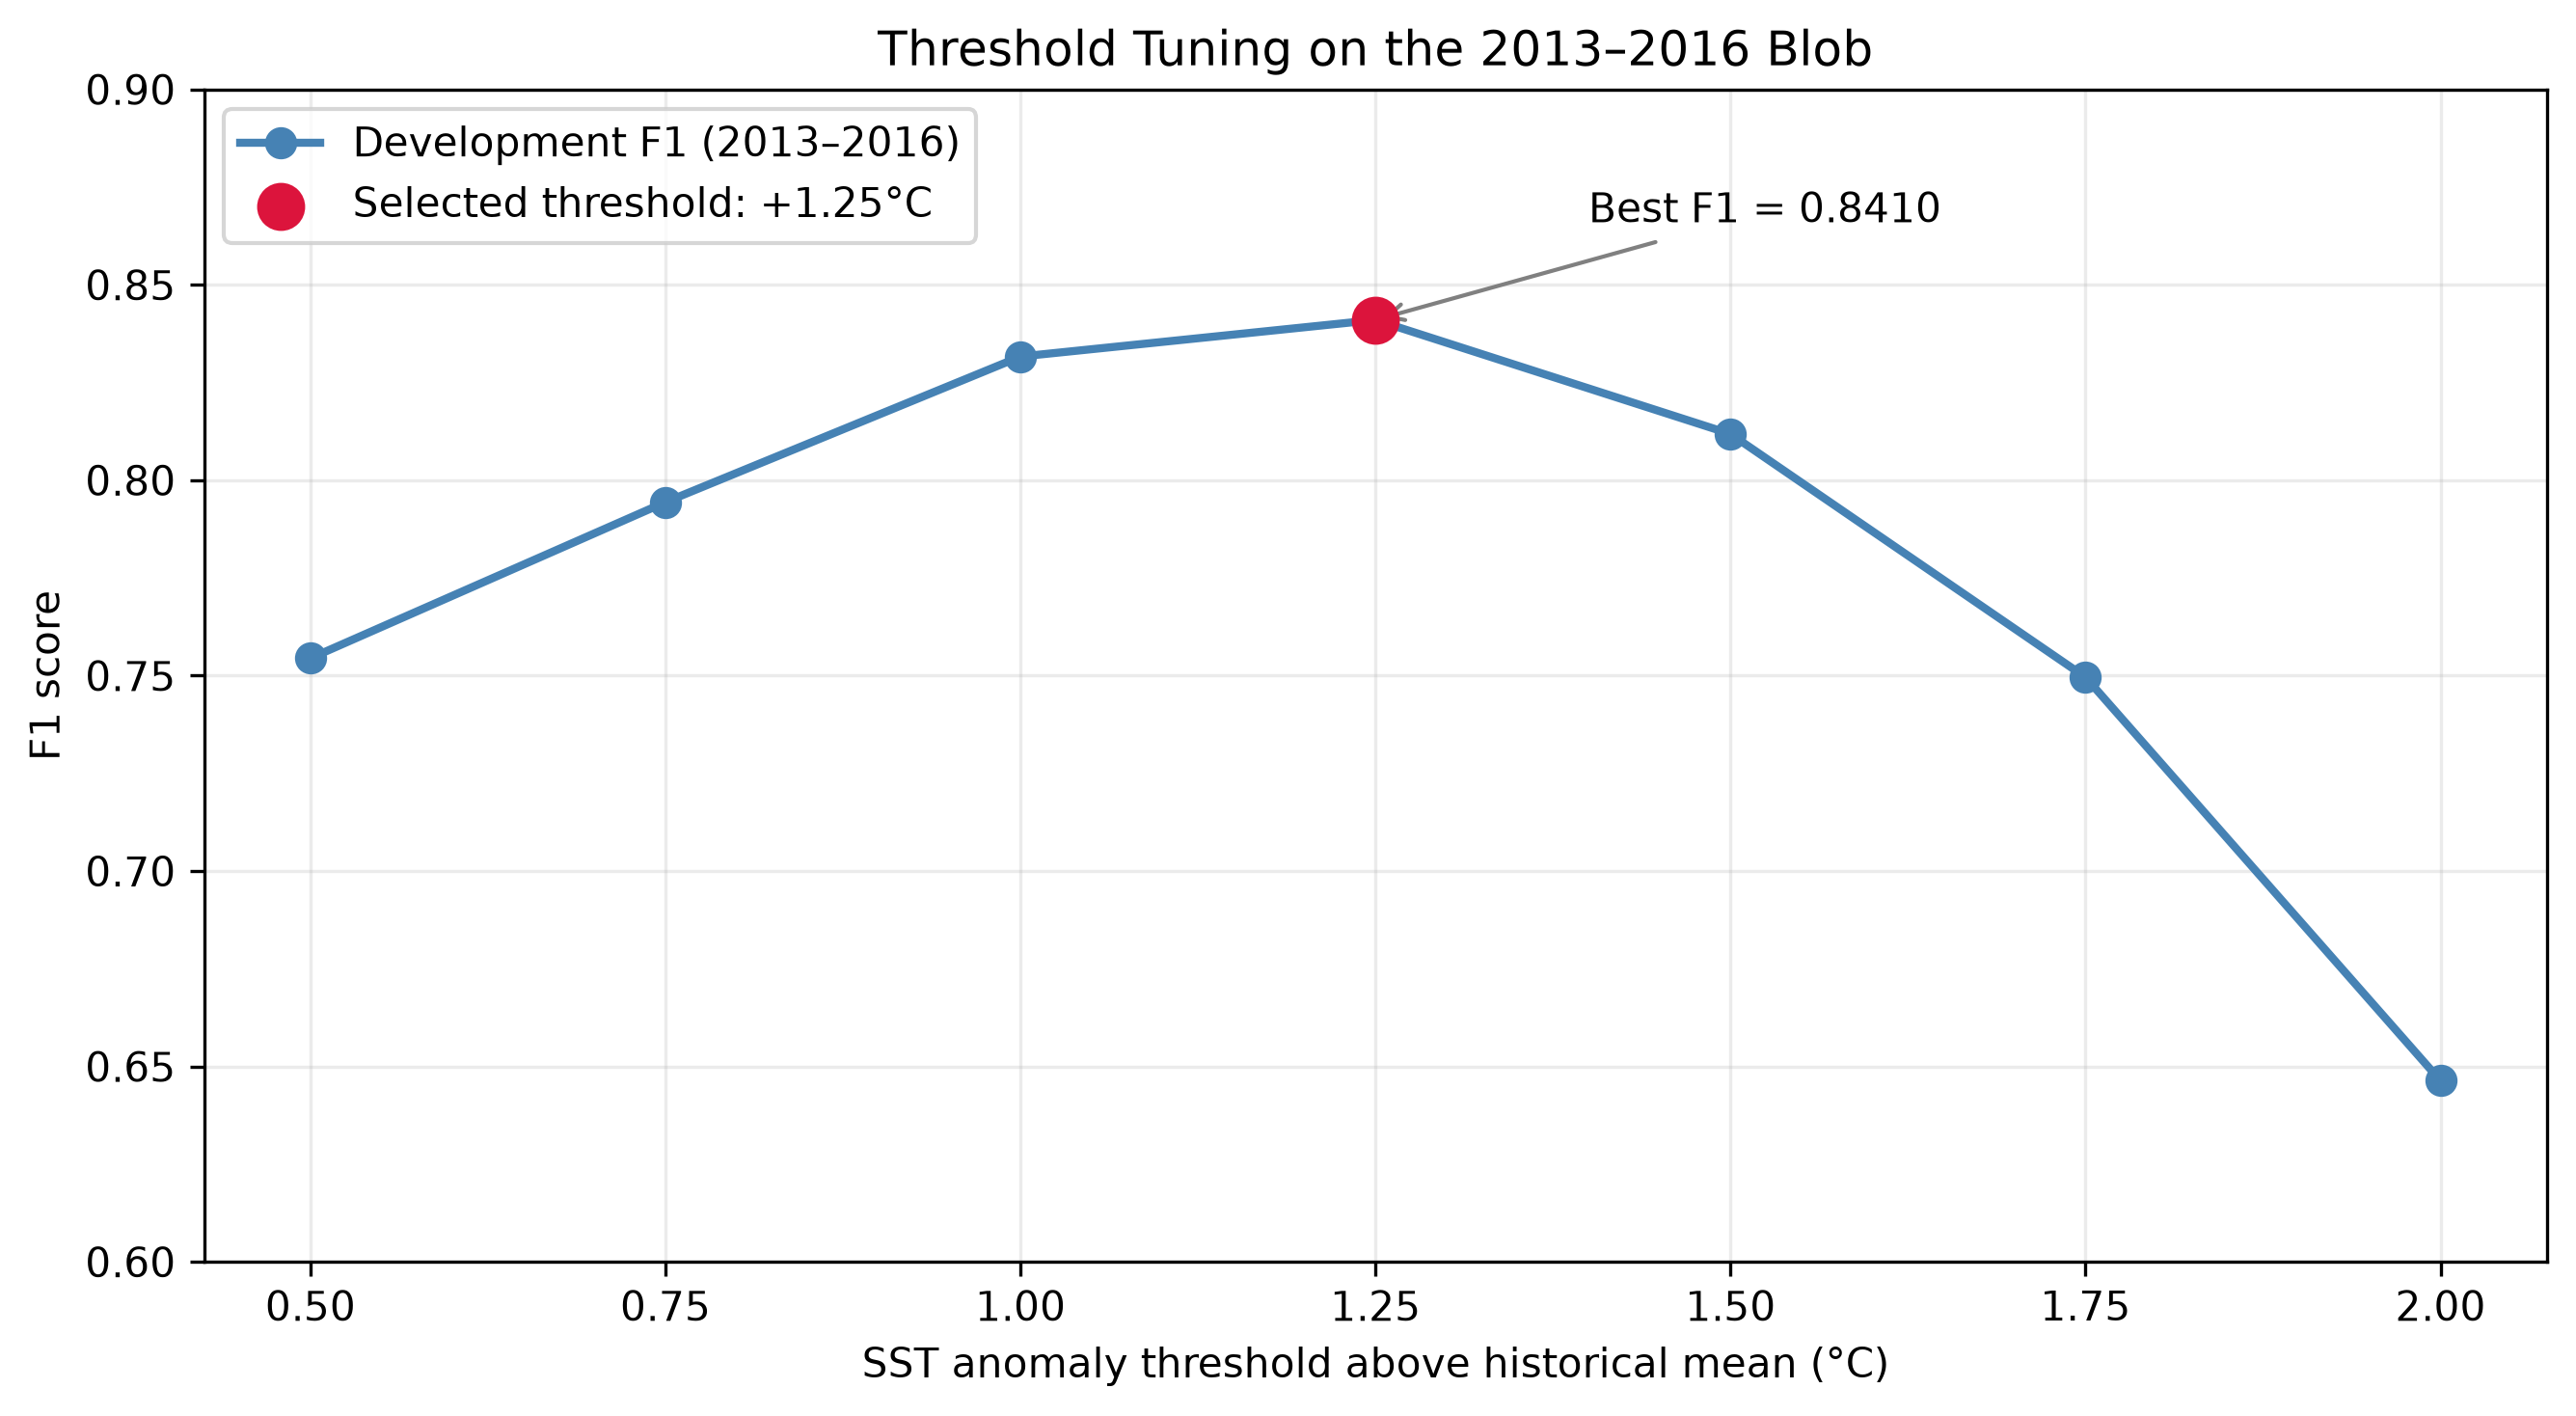 Threshold Tuning on the 2013–2016 Blob
0.90
0.85
0.80
0.75
0.70
0.65
0.60
F1 score
Development F1 (2013–2016)
Selected threshold: +1.25°C
Best F1 = 0.8410
0.50 0.75 1.00 1.25 1.50 1.75 2.00
SST anomaly threshold above historical mean (°C)